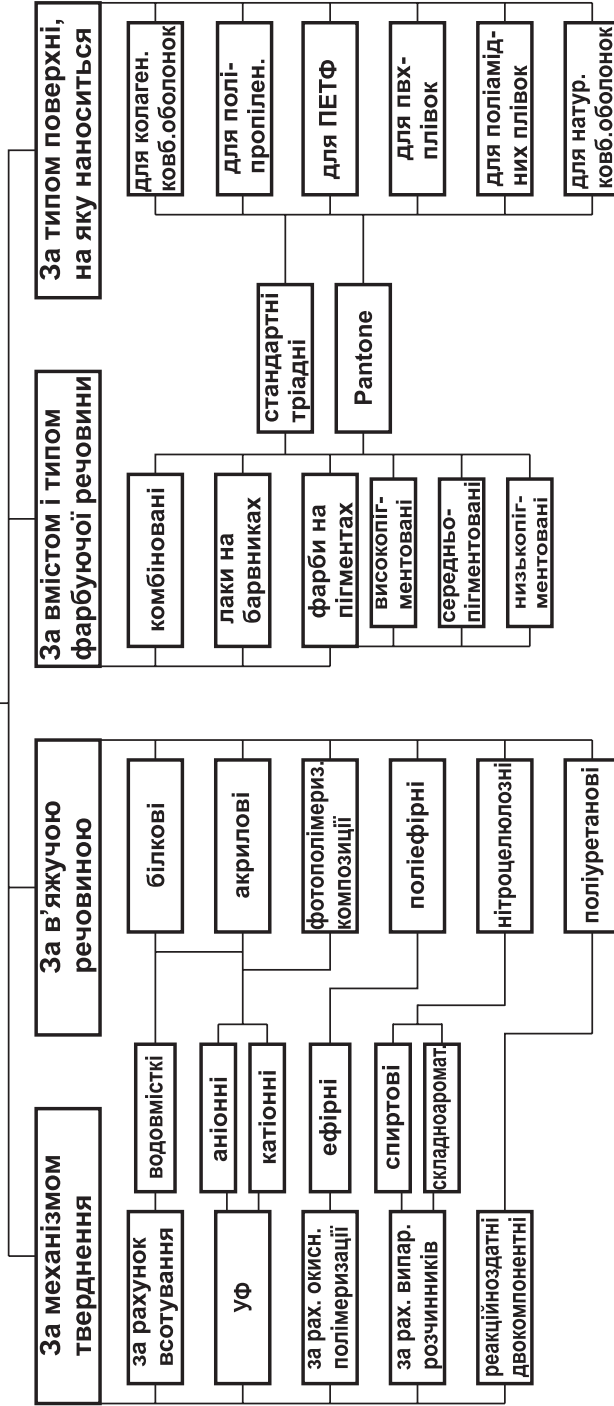 За механізмом
тверднення
за рахунок
всотування
водовмісткі
УФ
аніонні
катіонні
за рах. окисн.
полімеризації
ефірні
за рах. випар.
розчинників
спиртові
складноаромат.
реакційноздатні
двокомпонентні
За в’яжучою
речовиною
білкові
акрилові
фотополімериз.
композиції
поліефірні
нітроцелюлозні
поліуретанові
За вмістом і типом
фарбуючої речовини
комбіновані
лаки на
барвниках
фарби на
пігментах
високопіг-
ментовані
середньо-
пігментовані
низькопіг-
ментовані
стандартні
тріадні
Pantone
За типом поверхні,
на яку наноситься
для колаген.
ковб.оболонок
для полі-
пропілен.
для ПЕТФ
для пвх-
плівок
для поліамід-
них плівок
для натур.
ковб.оболонок